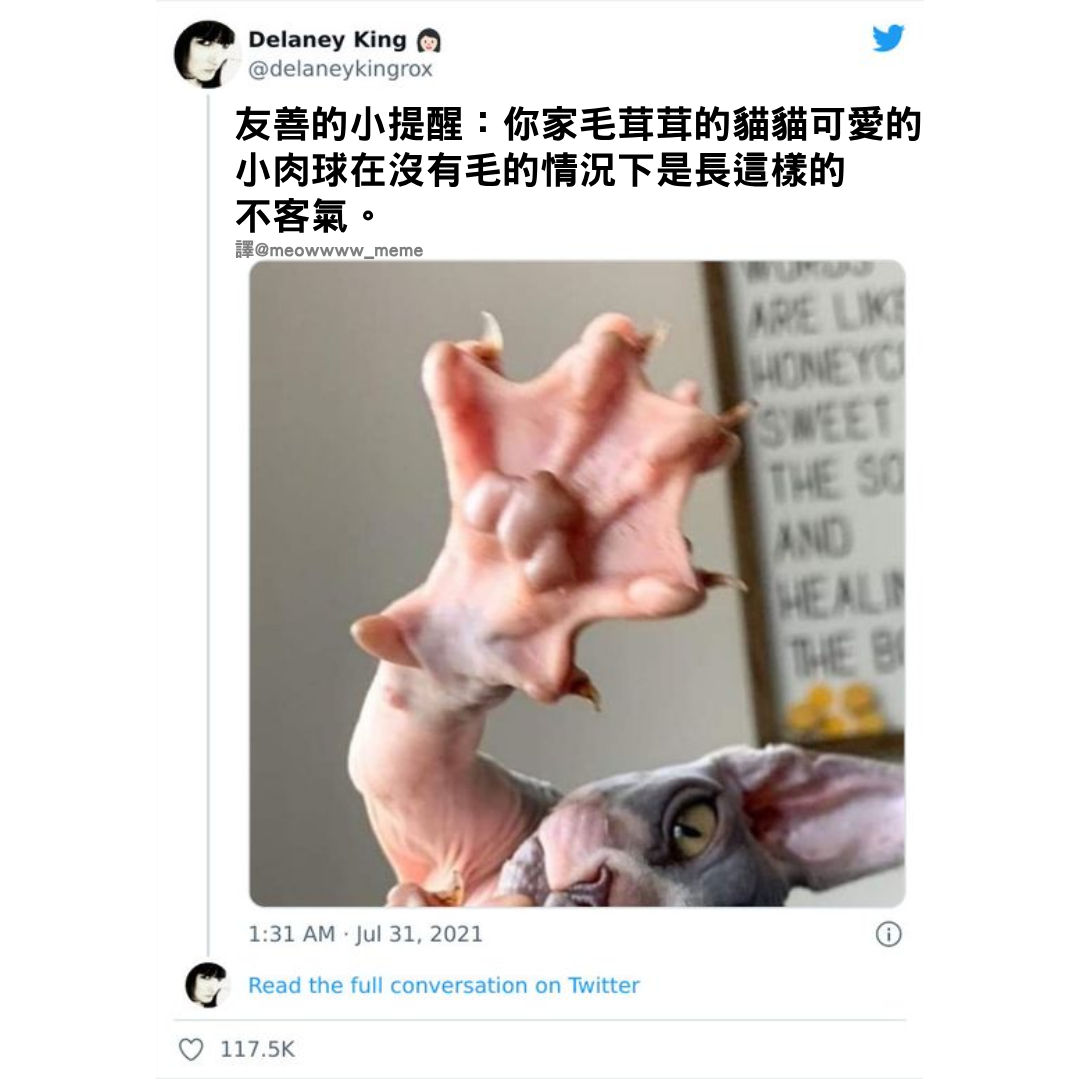 Delaney King
@delaneykingrox
友善的小提醒：你家毛茸茸的貓貓可愛的
小肉球在沒有毛的情況下是長這樣的
不客氣。
譯@meowwww_meme
WORDS
ARE LIKE
SWEET
THE SO
AND
THE
1:31 AM · Jul 31, 2021
Read the full conversation on Twitter
117.5K